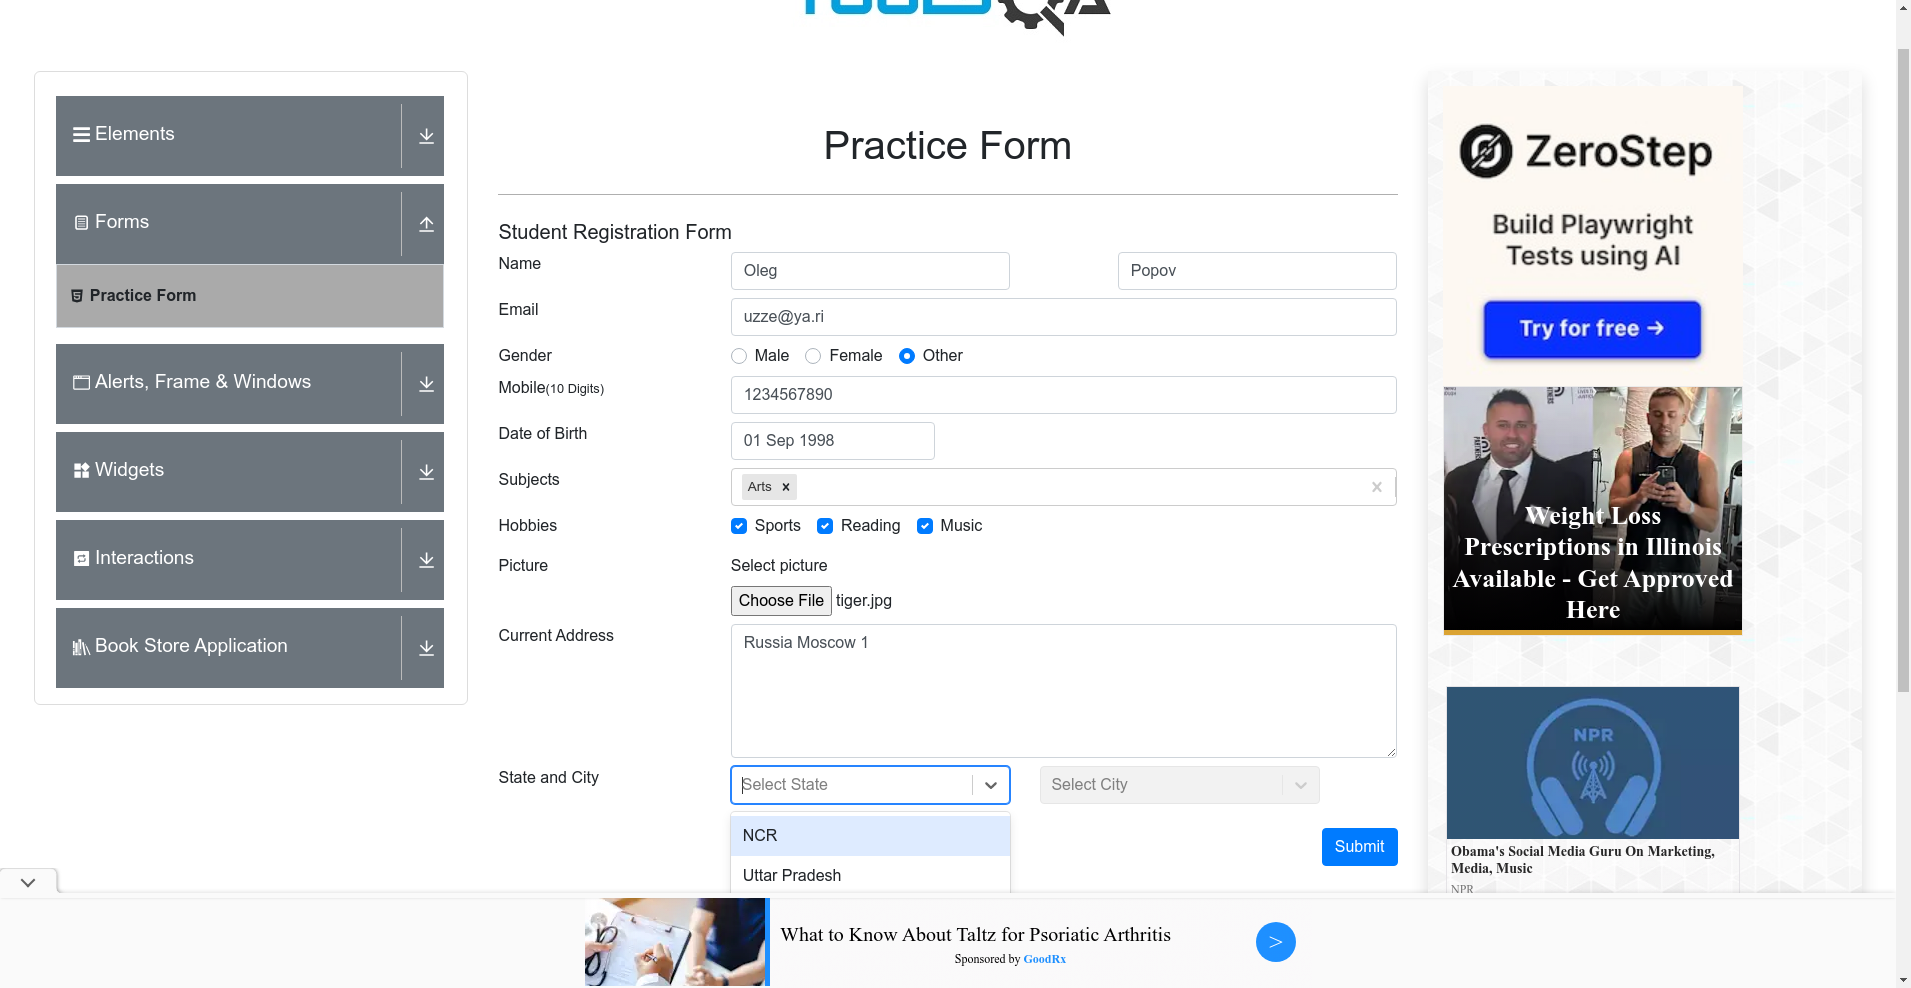 Elements
Forms
Practice Form
Alerts, Frame & Windows
Widgets
Interactions
Book Store Application
Practice Form
Student Registration Form
Name
Oleg
Popov
Email
uzze@ya.ri
Gender
Male
Female
Other
Mobile(10 Digits)
1234567890
Date of Birth
01 Sep 1998
Subjects
Arts
Hobbies
Sports
Reading
Music
Picture
Select picture
Choose File tiger.jpg
Current Address
Russia Moscow 1
State and City
Select State
Select City
NCR
Uttar Pradesh
Submit
ZeroStep
Build Playwright
Tests using AI
Try for free →
Weight Loss
Prescriptions in Illinois
Available - Get Approved
Here
NPR
Obama's Social Media Guru On Marketing,
Media, Music
NPR
What to Know About Taltz for Psoriatic Arthritis
Sponsored by GoodRx